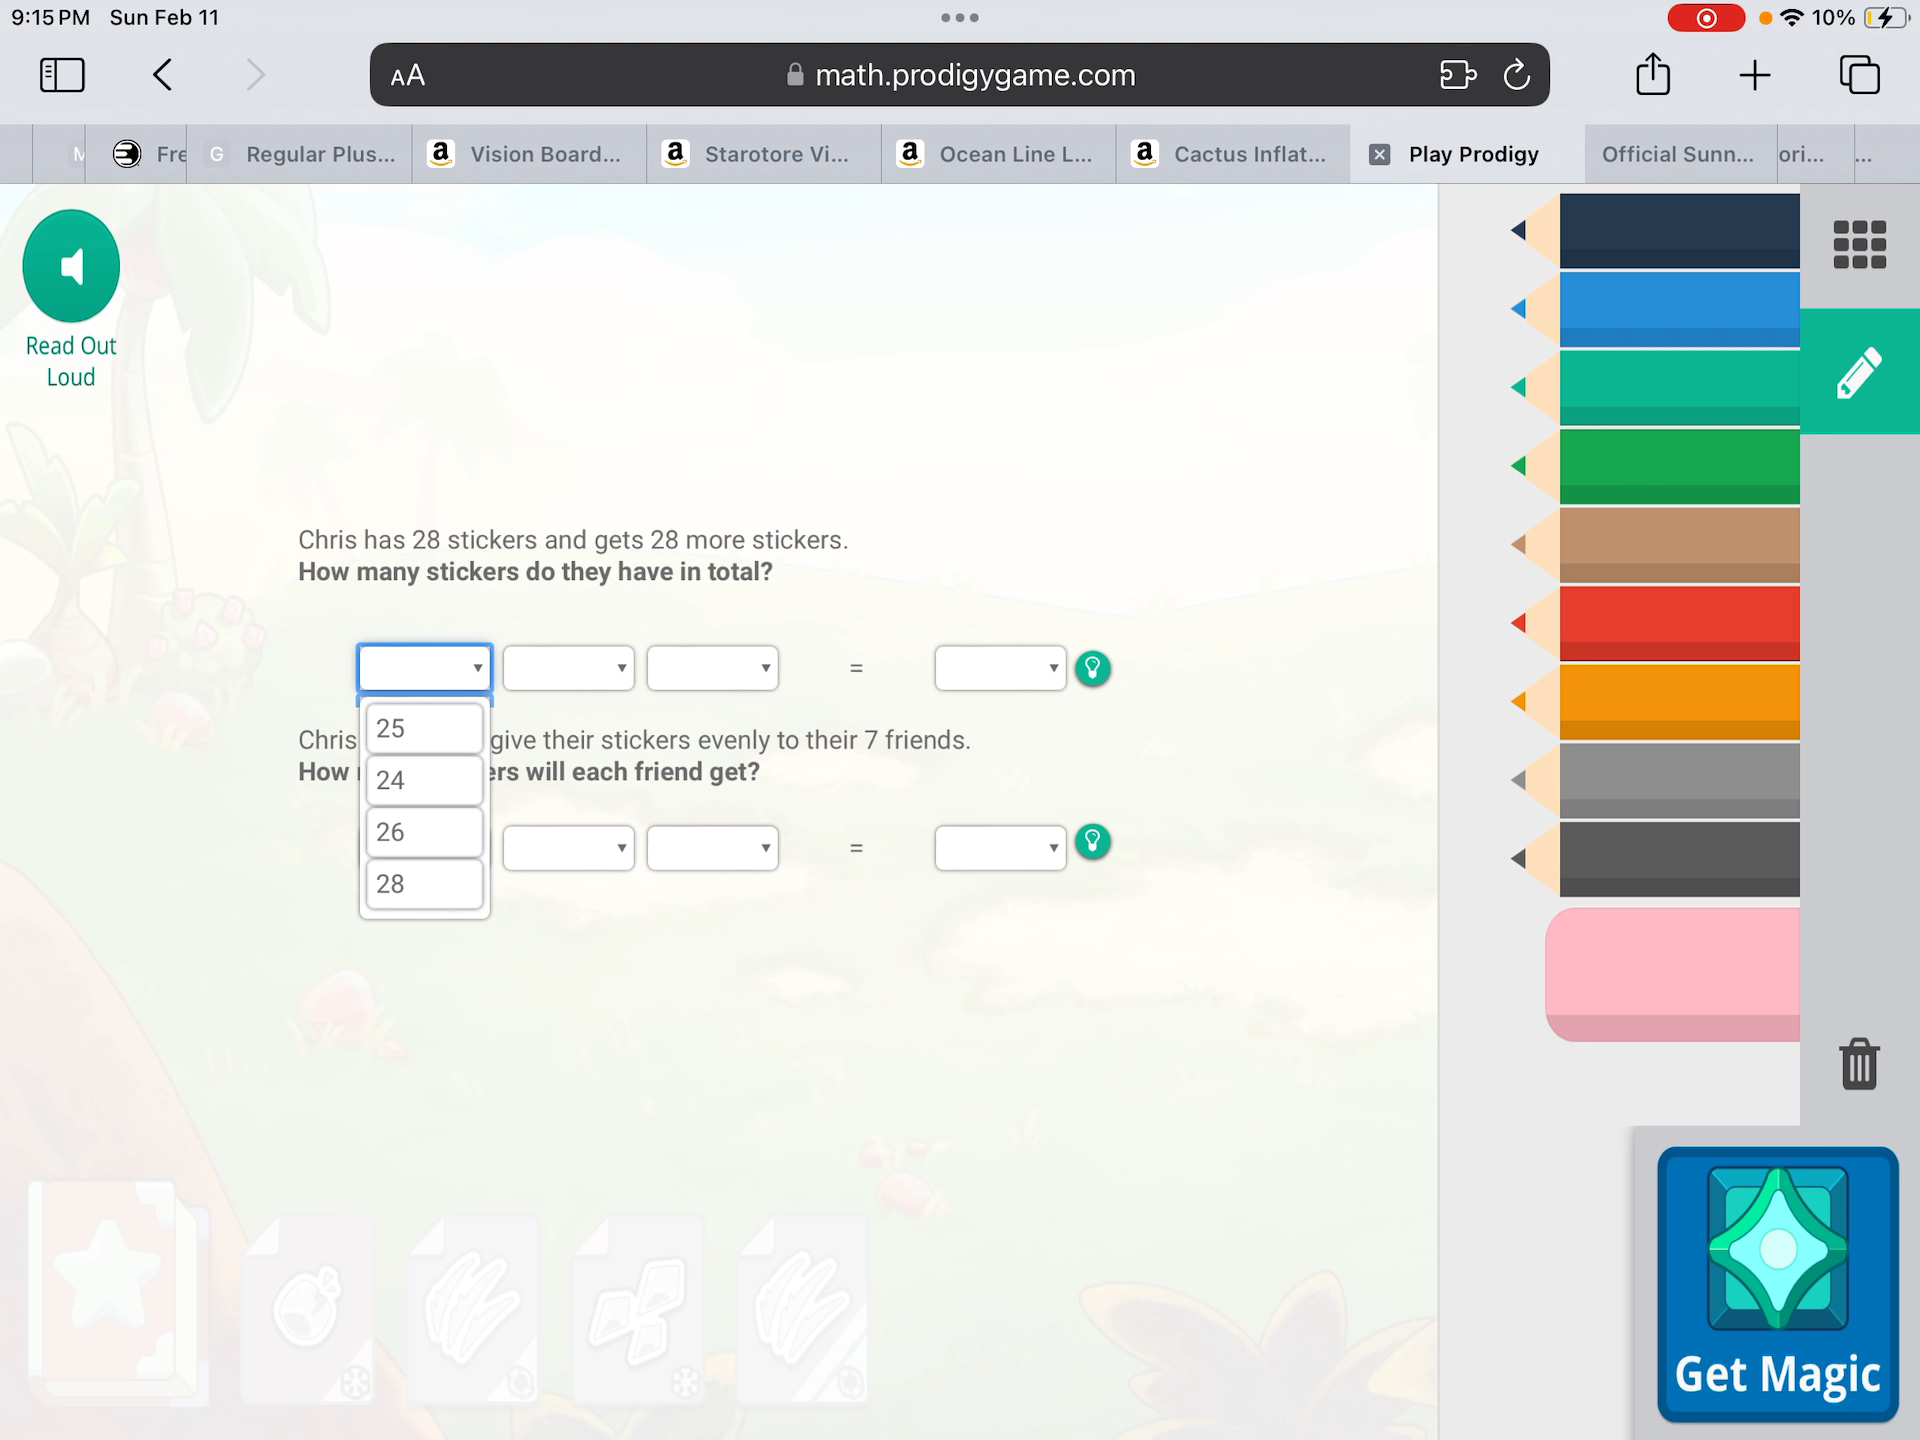 9:15 PM Sun Feb 11
10%
AA math.prodigygame.com
Fre G Regular Plus... a Vision Board... a Starotore Vi... a Ocean Line L... a Cactus Inflat... Play Prodigy Official Sunn... ori... ...
Read Out
Loud
Chris has 28 stickers and gets 28 more stickers.
How many stickers do they have in total?
=
25
Chris give their stickers evenly to their 7 friends.
How ers will each friend get?
24
26
=
28
Get Magic